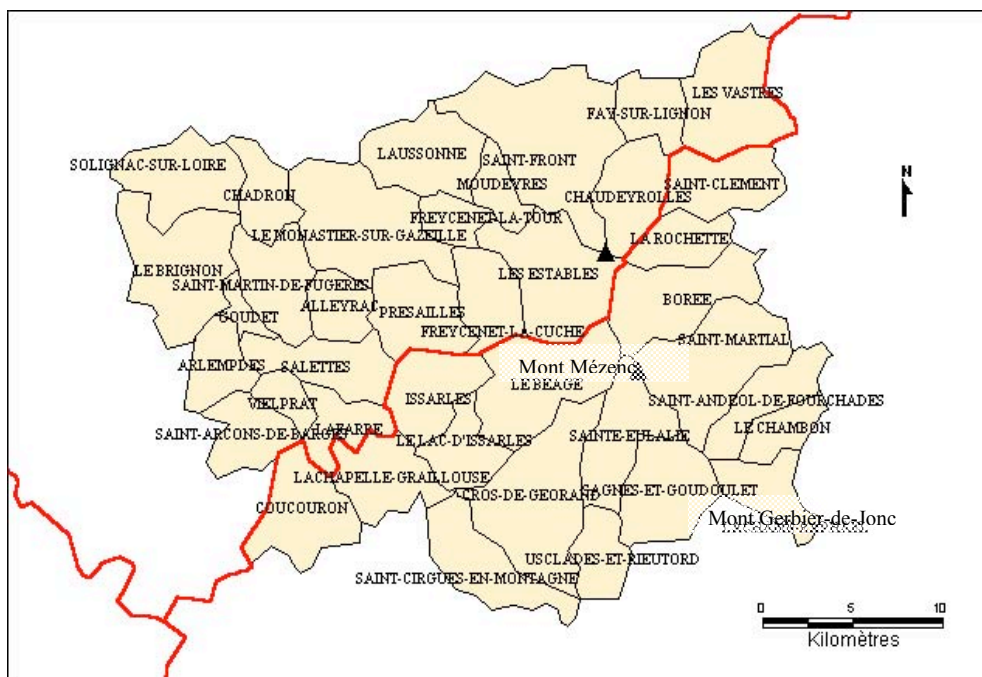 LES VASTRES
FAY-SUR-LIGNON
LAUSSONNE
SAINT-FRONT
SOLIGNAC-SUR-LOIRE
MOUDEYRES
SAINT-CLEMENT
CHADRON
CHAUDEYROLLES
N
FREYCENET-LA-TOUR
LE MONASTIER-SUR-GAZEILLE
LA ROCHETTE
LE BRIGNON
LES ESTABLES
SAINT-MARTIN-DE-FUGERES
BOREE
ALLEYRAC
PRESAILLES
GOUDET
FREYCENET-LA-CUCHE
SAINT-MARTIAL
ARLEMPDES
SALETTES
Mont Mézenc
LE BEAGE
VIELPRAT
ISSARLES
SAINT-ANDEOL-DE-FOURCHADES
LAFARRE
LE CHAMBON
SAINT-ARCONS-DE-BARGES
LE LAC-D'ISSARLES
SAINTE-EULALIE
LACHAPELLE-GRAILLOUSE
CROS-DE-GEORAND
SAGNES-ET-GOUDOULET
COUCOURON
Mont Gerbier-de-Jonc
USCLADES-ET-RIEUTORD
SAINT-CIRGUES-EN-MONTAGNE
0 5 10
Kilomètres